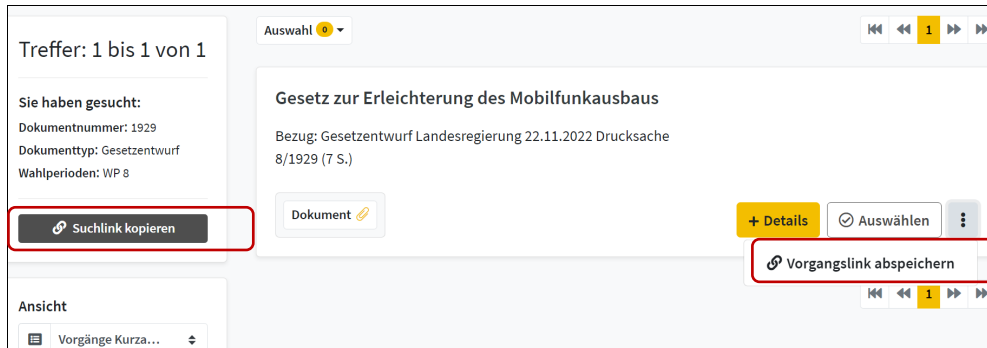 Treffer: 1 bis 1 von 1
Sie haben gesucht:
Dokumentnummer: 1929
Dokumenttyp: Gesetzentwurf
Wahlperioden: WP 8
Suchlink kopieren
Ansicht
Vorgänge Kurza...
Auswahl 0
1
Gesetz zur Erleichterung des Mobilfunkausbaus
Bezug: Gesetzentwurf Landesregierung 22.11.2022 Drucksache
8/1929 (7 S.)
Dokument
+ Details
Auswählen
Vorgangslink abspeichern
1